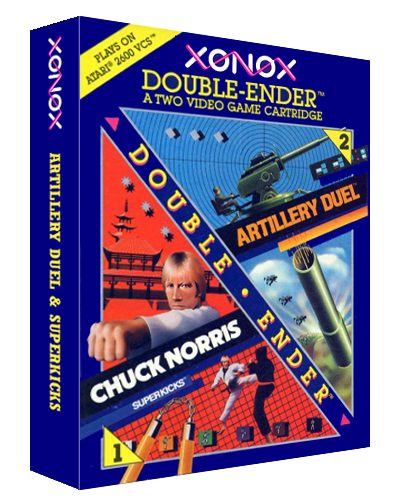 XONOX
ARTILLERY DUEL & SUPERKICKS
PLAYS ON
ATARI® 2600 VCS™
XONOX
DOUBLE-ENDER™
A TWO VIDEO GAME CARTRIDGE
2
ARTILLERY DUEL
DOUBLE • ENDER™
CHUCK NORRIS
SUPERKICKS™
1